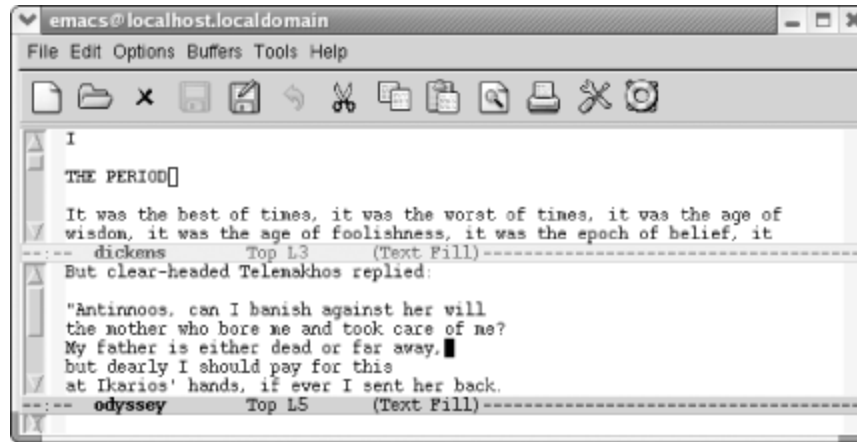 emacs@localhost.localdomain
File Edit Options Buffers Tools Help
I
THE PERIOD
It was the best of times, it was the worst of times, it was the age of
wisdom, it was the age of foolishness, it was the epoch of belief, it
--:-- dickens Top L3 (Text Fill)--------------------------------
But clear-headed Telemakhos replied:
"Antinnoos, can I banish against her will
the mother who bore me and took care of me?
My father is either dead or far away,
but dearly I should pay for this
at Ikarios' hands, if ever I sent her back.
--:-- odyssey Top L5 (Text Fill)--------------------------------